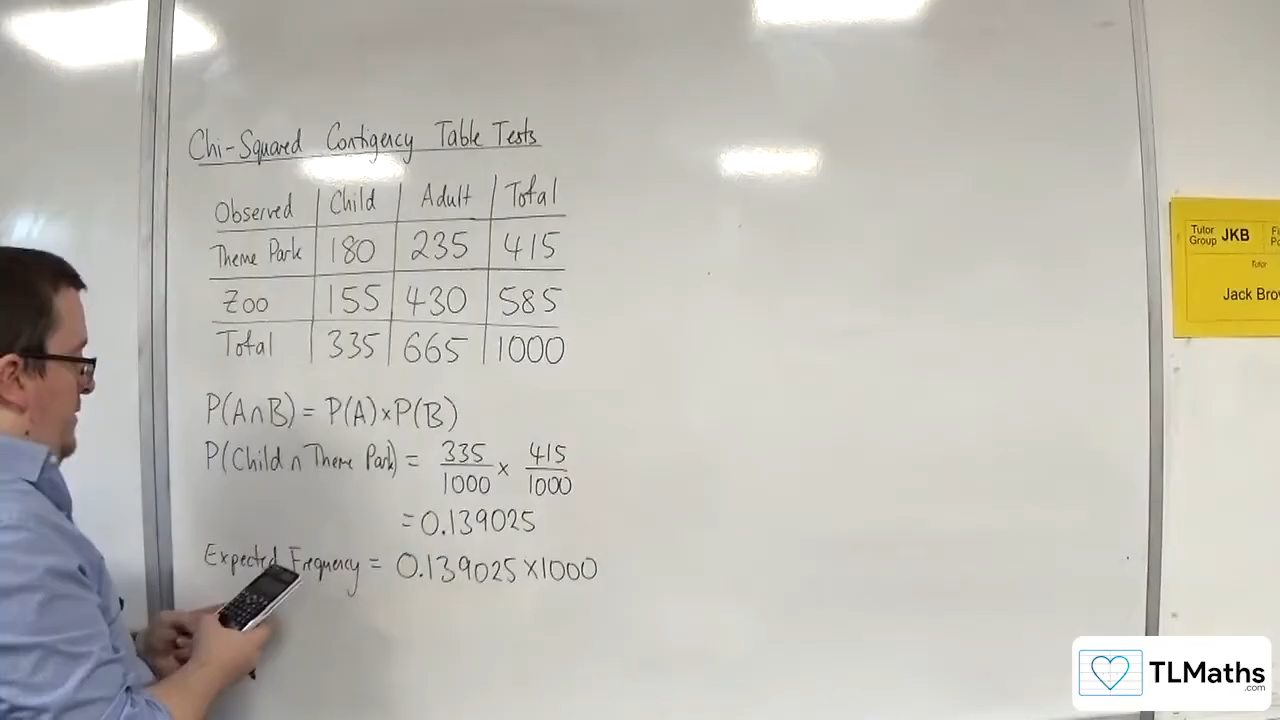 Chi-Squared Contigency Table Tests
Observed Child Adult Total
Theme Park 180 235 415
Zoo 155 430 585
Total 335 665 1000
P(A∩B) = P(A)×P(B)
P(Child ∩ Theme Park) = 335/1000 × 415/1000
= 0.139025
Expected Frequency = 0.139025×1000
Tutor Group JKB
Tutor
Jack
TLMaths
.com